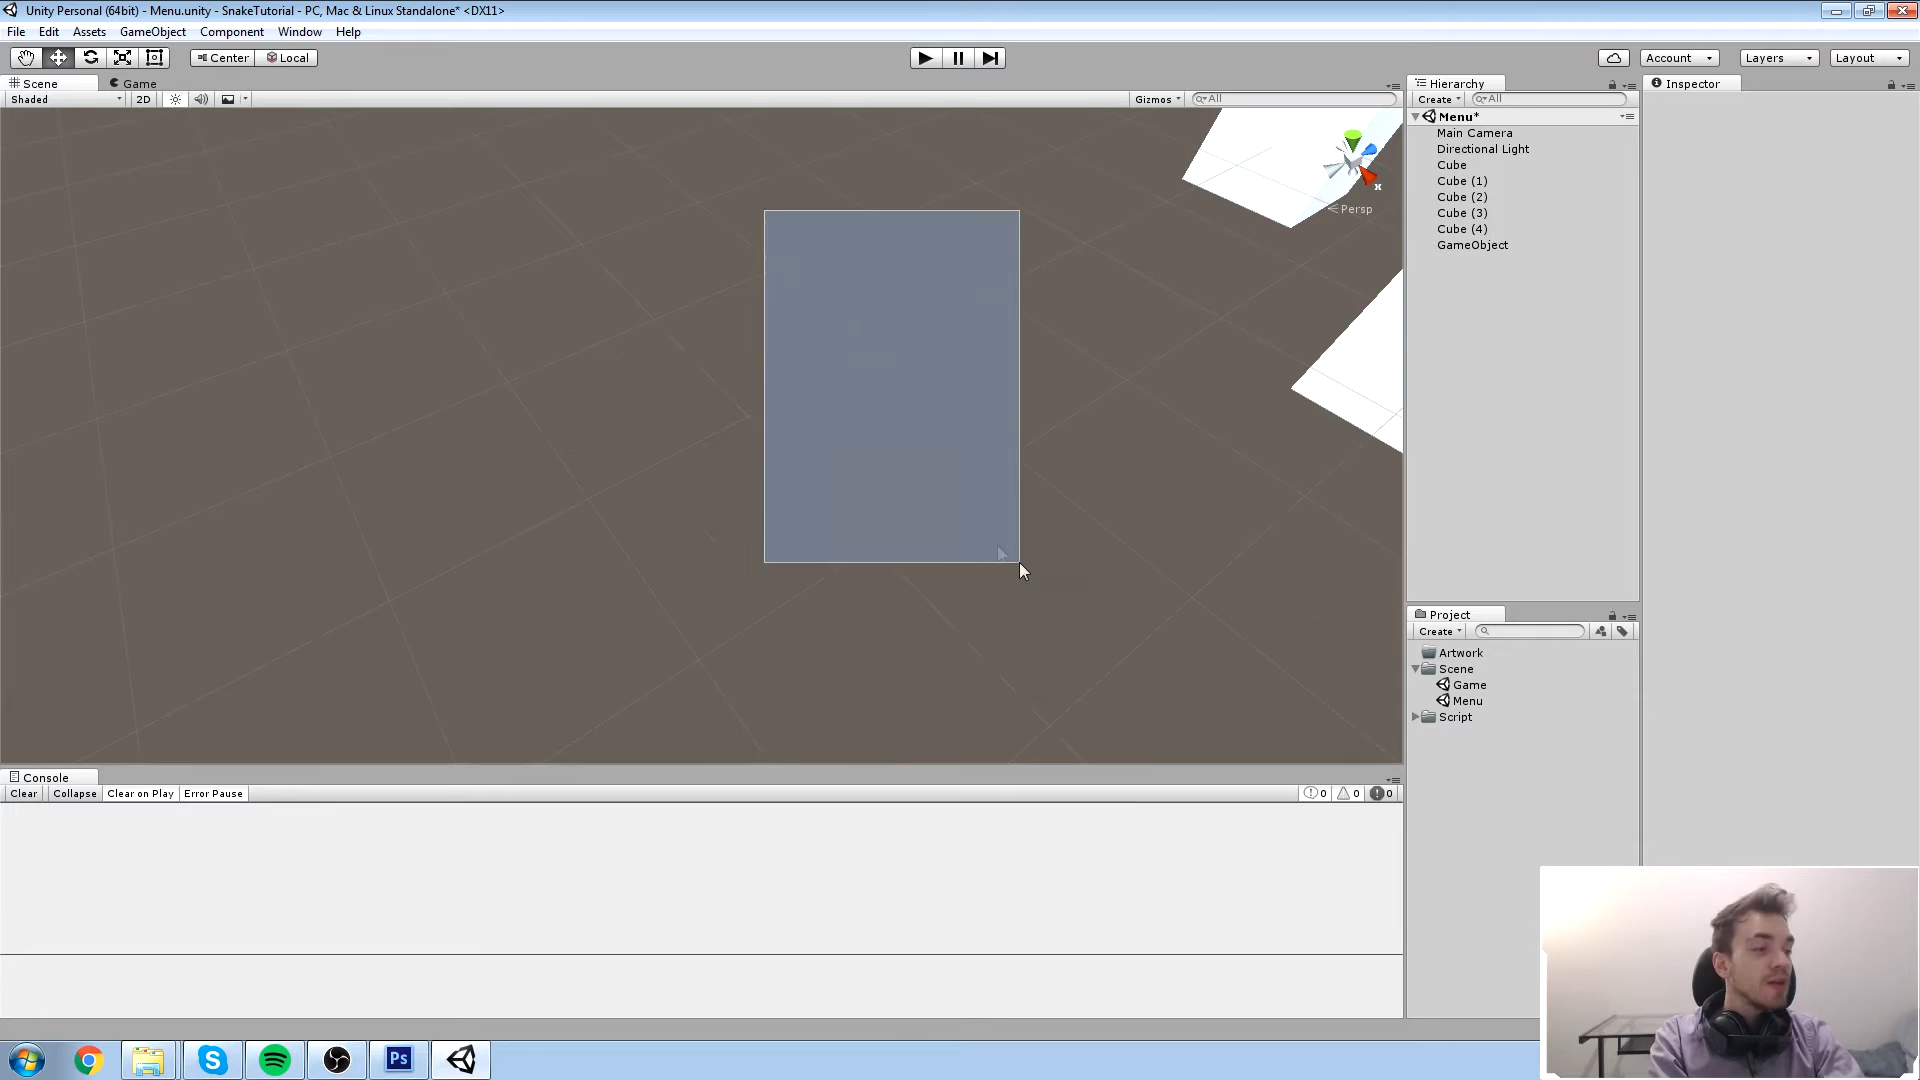 Unity Personal (64bit) - Menu.unity - SnakeTutorial - PC, Mac & Linux Standalone* <DX11>
File Edit Assets GameObject Component Window Help
Center Local Account Layers Layout
Scene Game Hierarchy Inspector
Shaded 2D Gizmos All Create All
Menu*
Main Camera
Directional Light
Cube
Cube (1)
Cube (2)
Cube (3)
Cube (4)
GameObject
x
Persp
Project
Create
Artwork
Scene
Game
Menu
Script
Console
Clear Collapse Clear on Play Error Pause 0 0 0
Ps